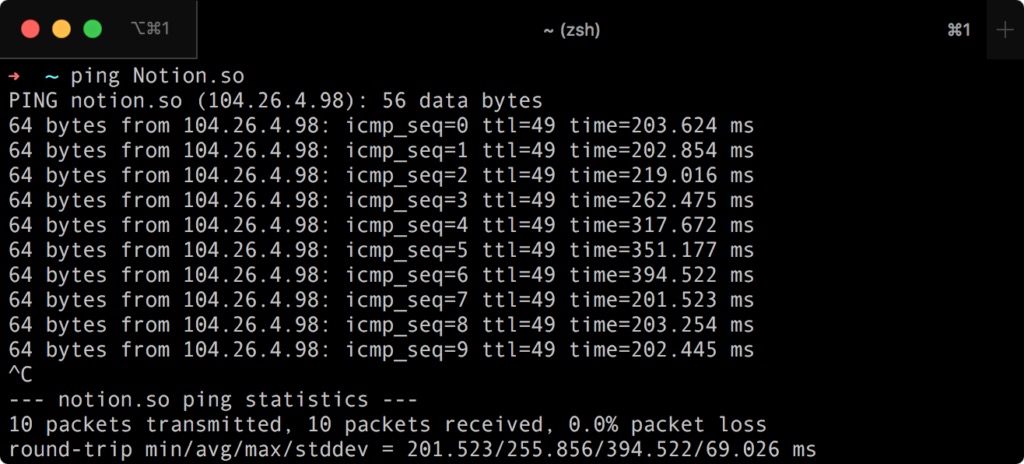 ⌥⌘1 ~ (zsh) ⌘1 +
➜ ~ ping Notion.so
PING notion.so (104.26.4.98): 56 data bytes
64 bytes from 104.26.4.98: icmp_seq=0 ttl=49 time=203.624 ms
64 bytes from 104.26.4.98: icmp_seq=1 ttl=49 time=202.854 ms
64 bytes from 104.26.4.98: icmp_seq=2 ttl=49 time=219.016 ms
64 bytes from 104.26.4.98: icmp_seq=3 ttl=49 time=262.475 ms
64 bytes from 104.26.4.98: icmp_seq=4 ttl=49 time=317.672 ms
64 bytes from 104.26.4.98: icmp_seq=5 ttl=49 time=351.177 ms
64 bytes from 104.26.4.98: icmp_seq=6 ttl=49 time=394.522 ms
64 bytes from 104.26.4.98: icmp_seq=7 ttl=49 time=201.523 ms
64 bytes from 104.26.4.98: icmp_seq=8 ttl=49 time=203.254 ms
64 bytes from 104.26.4.98: icmp_seq=9 ttl=49 time=202.445 ms
^C
--- notion.so ping statistics ---
10 packets transmitted, 10 packets received, 0.0% packet loss
round-trip min/avg/max/stddev = 201.523/255.856/394.522/69.026 ms